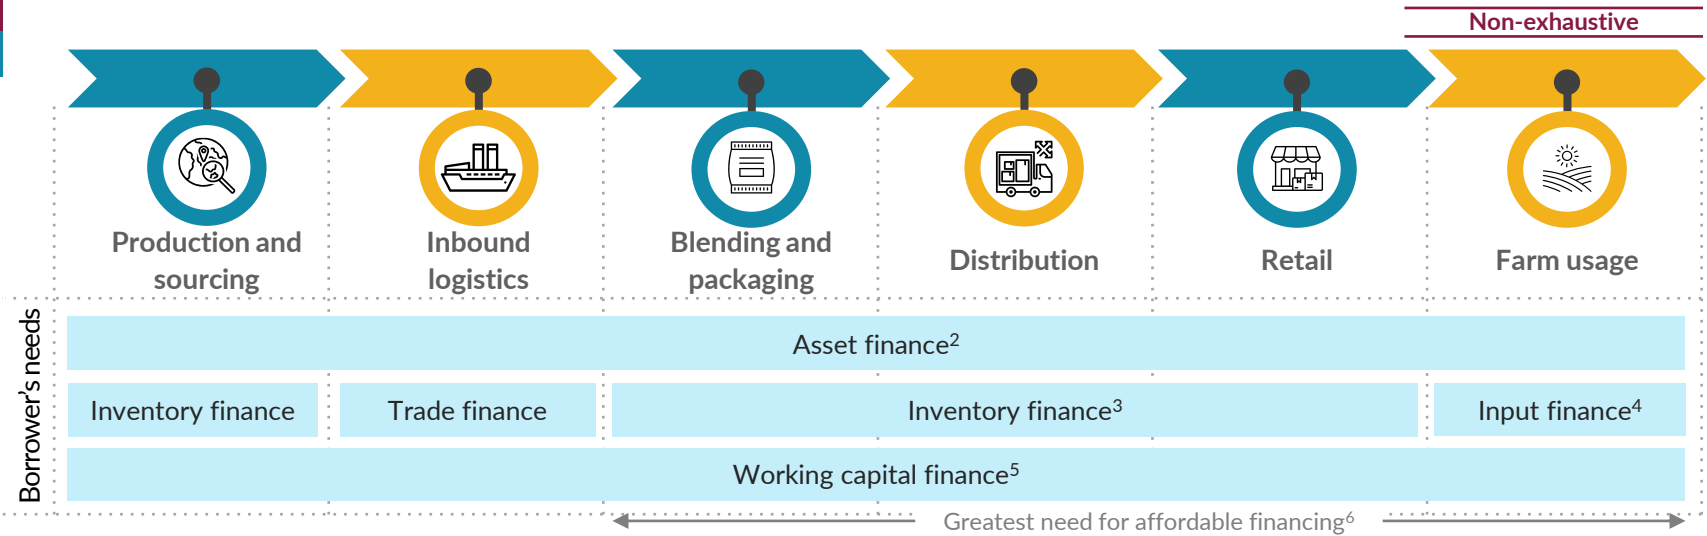 Non-exhaustive
Production and
sourcing
Inbound
logistics
Blending and
packaging
Distribution
Retail
Farm usage
Borrower's needs
Asset finance²
Inventory finance
Trade finance
Inventory finance³
Input finance⁴
Working capital finance⁵
Greatest need for affordable financing⁶